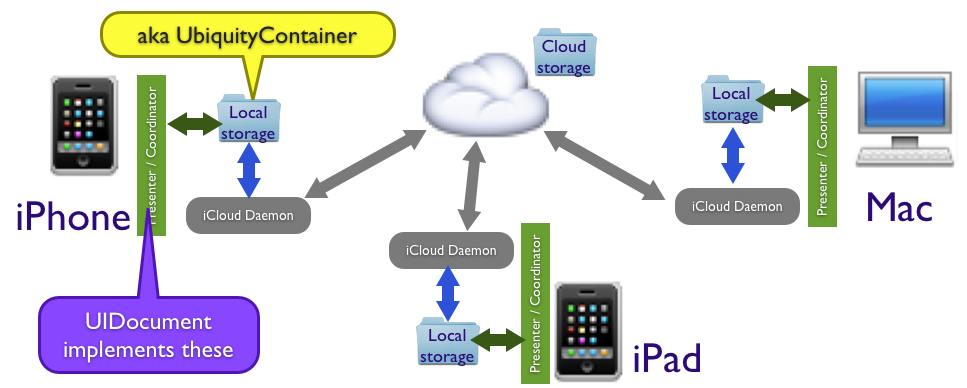 aka UbiquityContainer
Cloud
storage
Local
storage
Presenter / Coordinator
iCloud Daemon
iPhone
UIDocument
implements these
Local
storage
Presenter / Coordinator
iCloud Daemon
Mac
iCloud Daemon
Local
storage
Presenter / Coordinator
iPad